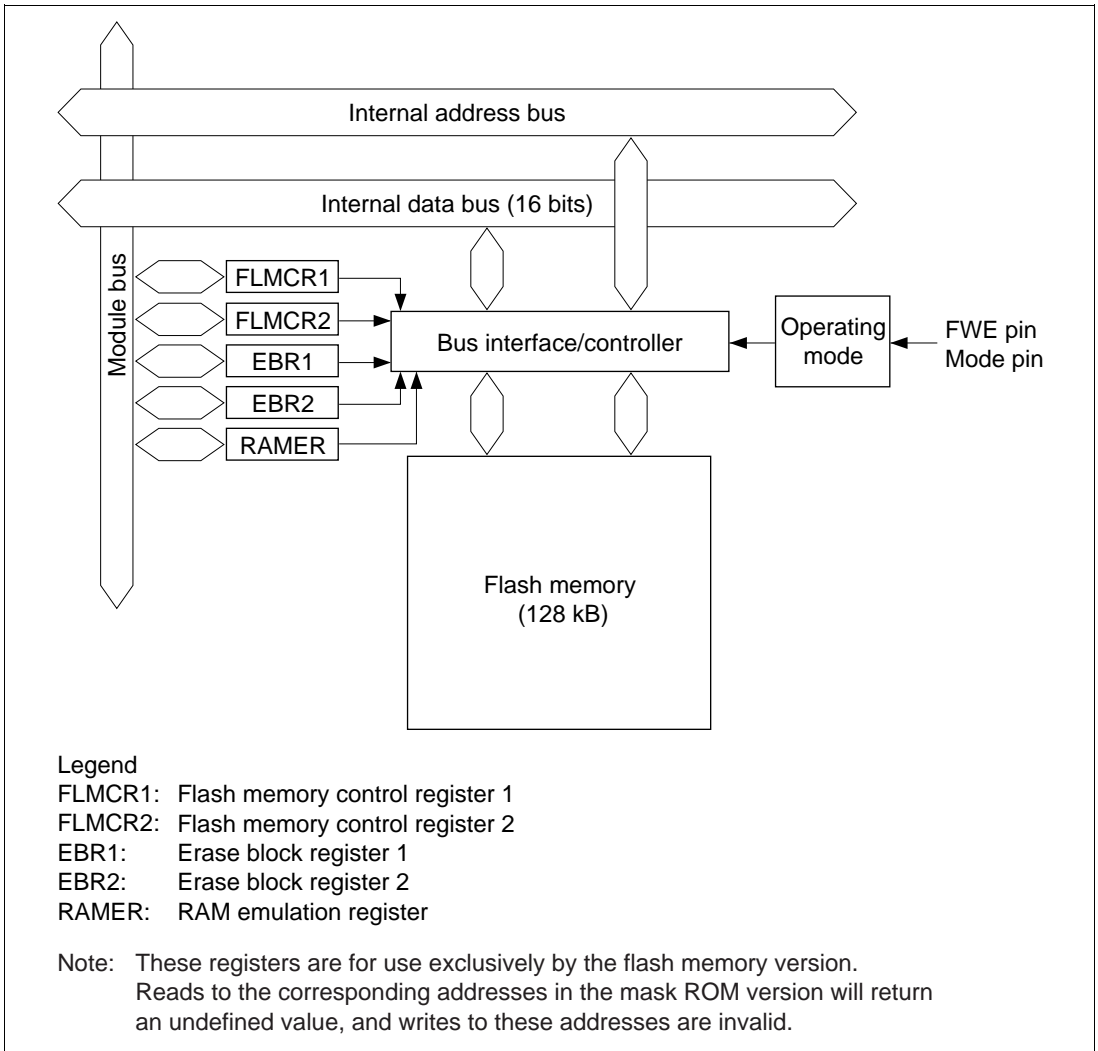 Internal address bus
Internal data bus (16 bits)
Module bus
FLMCR1
FLMCR2
EBR1
EBR2
RAMER
Bus interface/controller
Operating
mode
FWE pin
Mode pin
Flash memory
(128 kB)
Legend
FLMCR1: Flash memory control register 1
FLMCR2: Flash memory control register 2
EBR1: Erase block register 1
EBR2: Erase block register 2
RAMER: RAM emulation register
Note: These registers are for use exclusively by the flash memory version.
Reads to the corresponding addresses in the mask ROM version will return
an undefined value, and writes to these addresses are invalid.